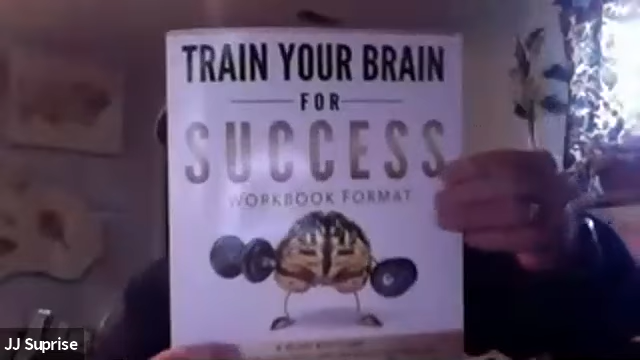 TRAIN YOUR BRAIN
FOR
SUCCESS
WORKBOOK FORMAT
JJ Suprise